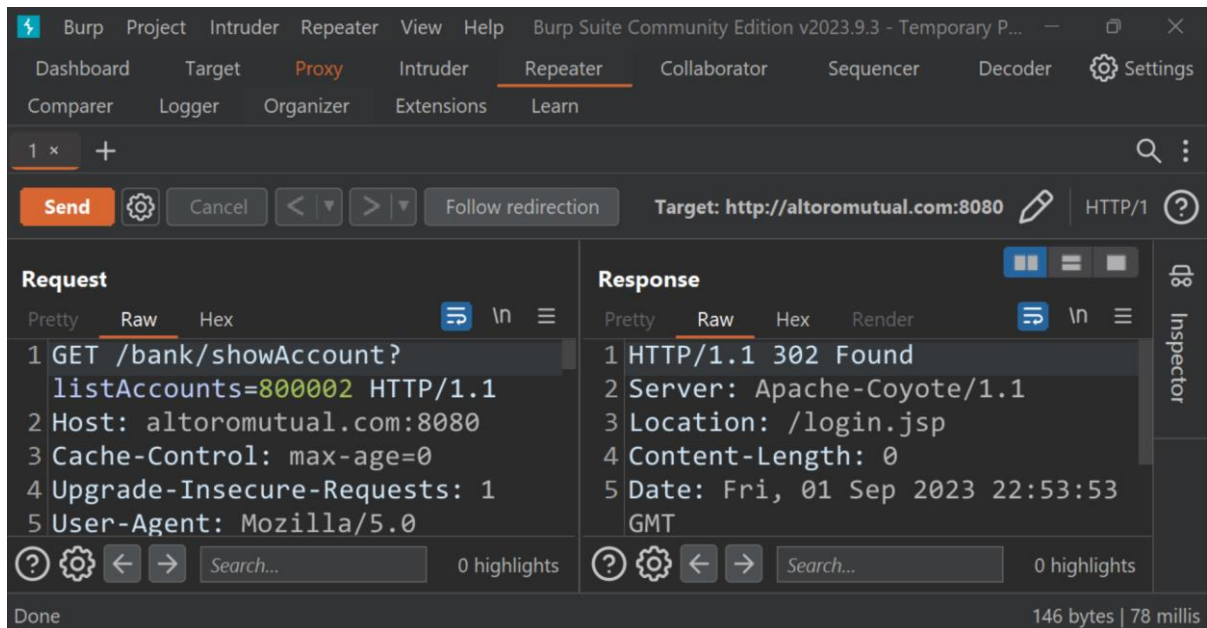 Burp Project Intruder Repeater View Help Burp Suite Community Edition v2023.9.3 - Temporary P...
Dashboard Target Proxy Intruder Repeater Collaborator Sequencer Decoder Settings
Comparer Logger Organizer Extensions Learn
1 × +
Send Cancel < > Follow redirection Target: http://altoromutual.com:8080 HTTP/1 ?
Request
Pretty Raw Hex \n
1 GET /bank/showAccount?
listAccounts=800002 HTTP/1.1
2 Host: altoromutual.com:8080
3 Cache-Control: max-age=0
4 Upgrade-Insecure-Requests: 1
5 User-Agent: Mozilla/5.0
? Search... 0 highlights
Response
Pretty Raw Hex Render \n
1 HTTP/1.1 302 Found
2 Server: Apache-Coyote/1.1
3 Location: /login.jsp
4 Content-Length: 0
5 Date: Fri, 01 Sep 2023 22:53:53
GMT
? Search... 0 highlights
Inspector
Done 146 bytes | 78 millis